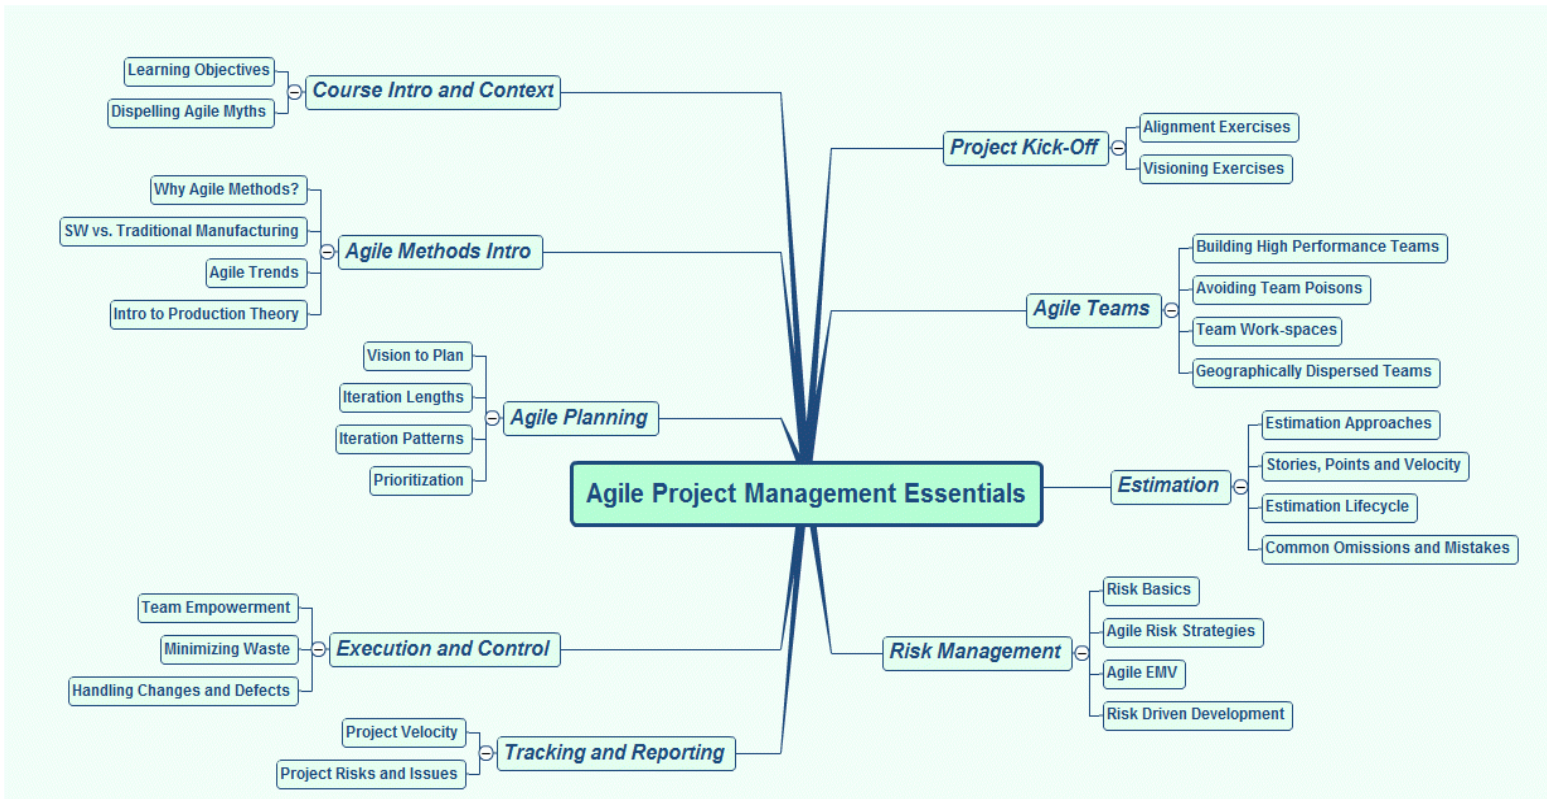 Learning Objectives
Dispelling Agile Myths
Course Intro and Context
Why Agile Methods?
SW vs. Traditional Manufacturing
Agile Trends
Intro to Production Theory
Agile Methods Intro
Vision to Plan
Iteration Lengths
Iteration Patterns
Prioritization
Agile Planning
Agile Project Management Essentials
Team Empowerment
Minimizing Waste
Handling Changes and Defects
Execution and Control
Project Velocity
Project Risks and Issues
Tracking and Reporting
Project Kick-Off
Alignment Exercises
Visioning Exercises
Agile Teams
Building High Performance Teams
Avoiding Team Poisons
Team Work-spaces
Geographically Dispersed Teams
Estimation
Estimation Approaches
Stories, Points and Velocity
Estimation Lifecycle
Common Omissions and Mistakes
Risk Management
Risk Basics
Agile Risk Strategies
Agile EMV
Risk Driven Development